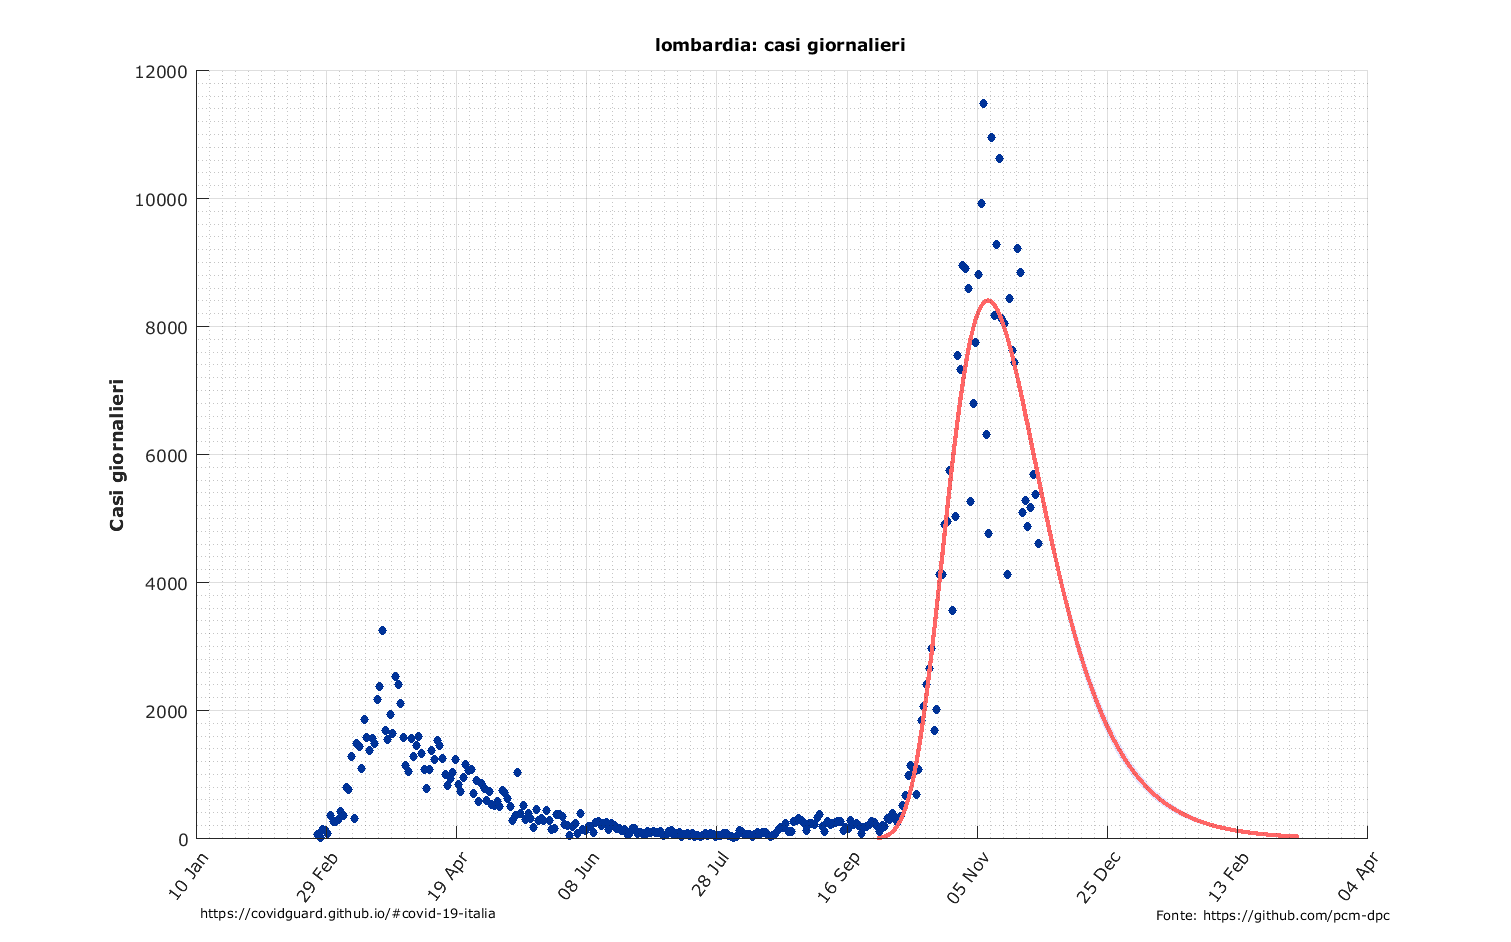 lombardia: casi giornalieri
12000
10000
8000
6000
4000
2000
0
Casi giornalieri
10 Jan
29 Feb
19 Apr
08 Jun
28 Jul
16 Sep
05 Nov
25 Dec
13 Feb
04 Apr
https://covidguard.github.io/#covid-19-italia
Fonte: https://github.com/pcm-dpc